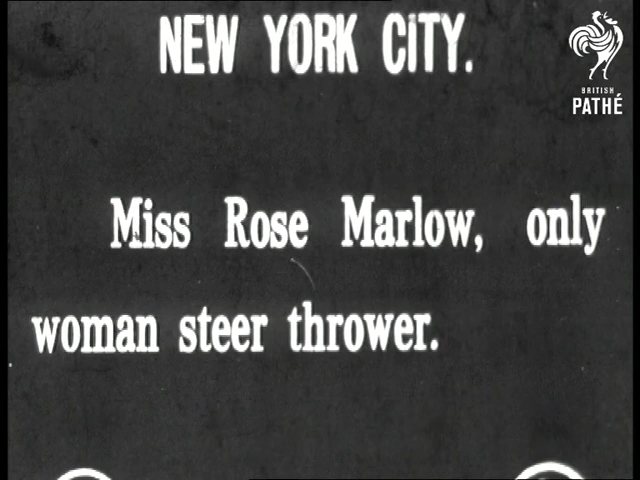 NEW YORK CiTY.
BRITISH
PATHÉ
Miss Rose Marlow, only
woman steer thrower.